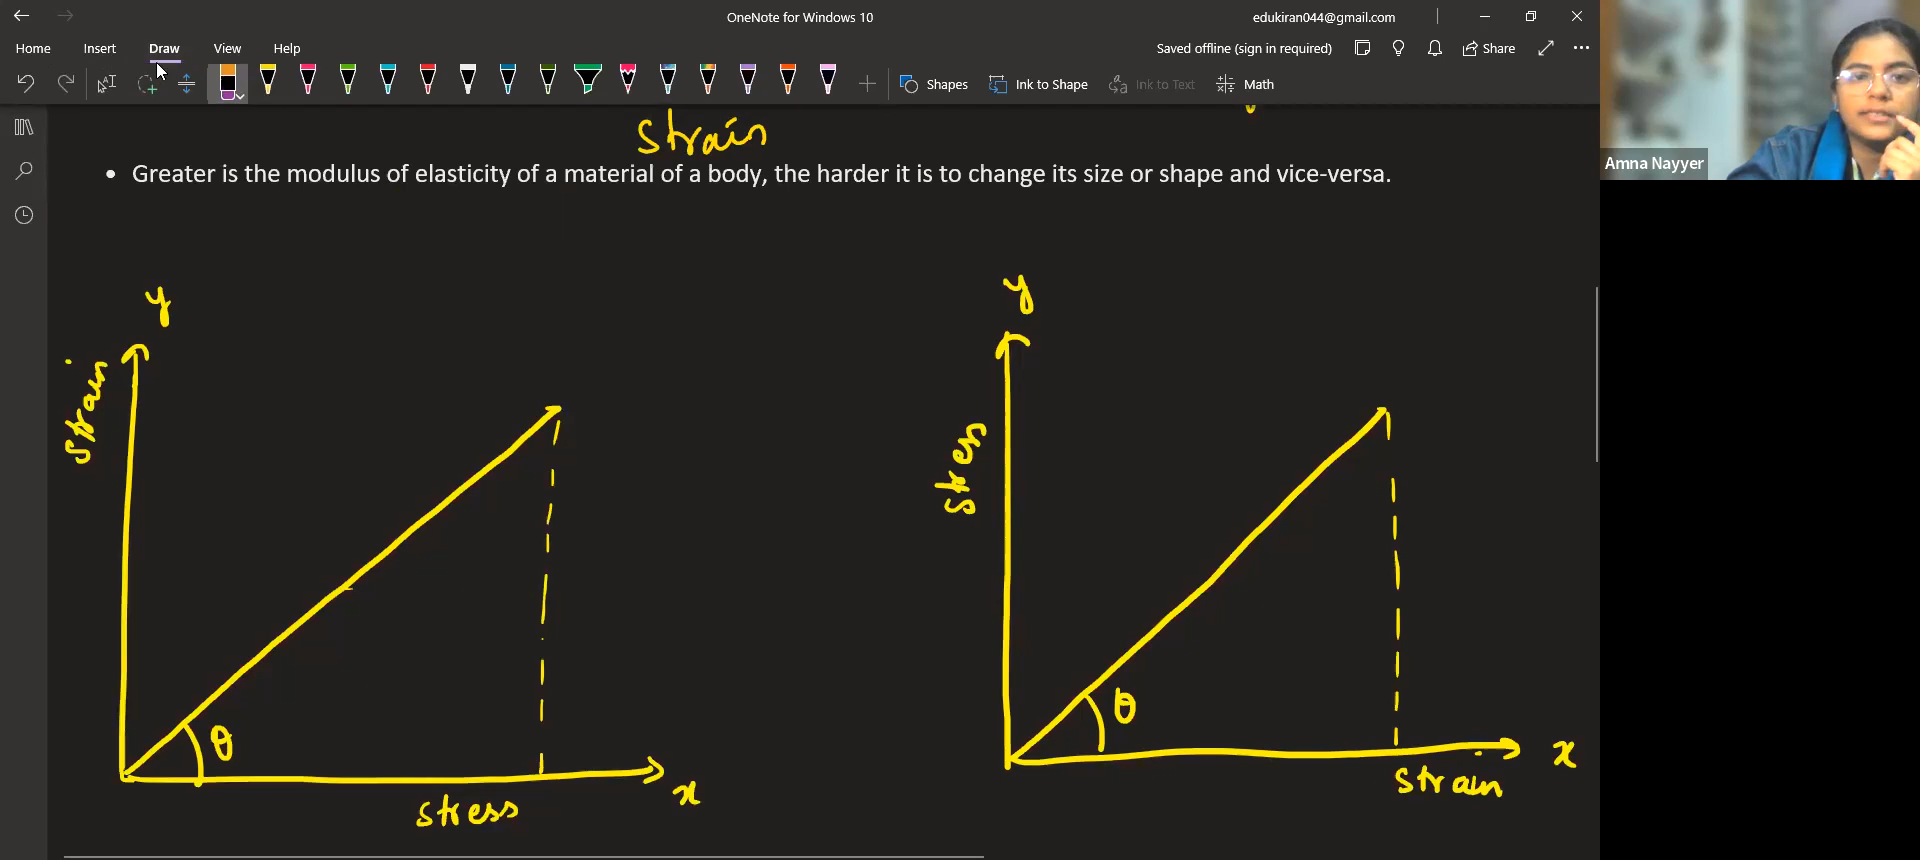 OneNote for Windows 10
edukiran044@gmail.com
Home Insert Draw View Help
Saved offline (sign in required)
Share
Shapes
Ink to Shape
Ink to Text
Math
Amna Nayyer
strain
• Greater is the modulus of elasticity of a material of a body, the harder it is to change its size or shape and vice-versa.
y
strain
θ
stress
x
y
stress
θ
strain
x